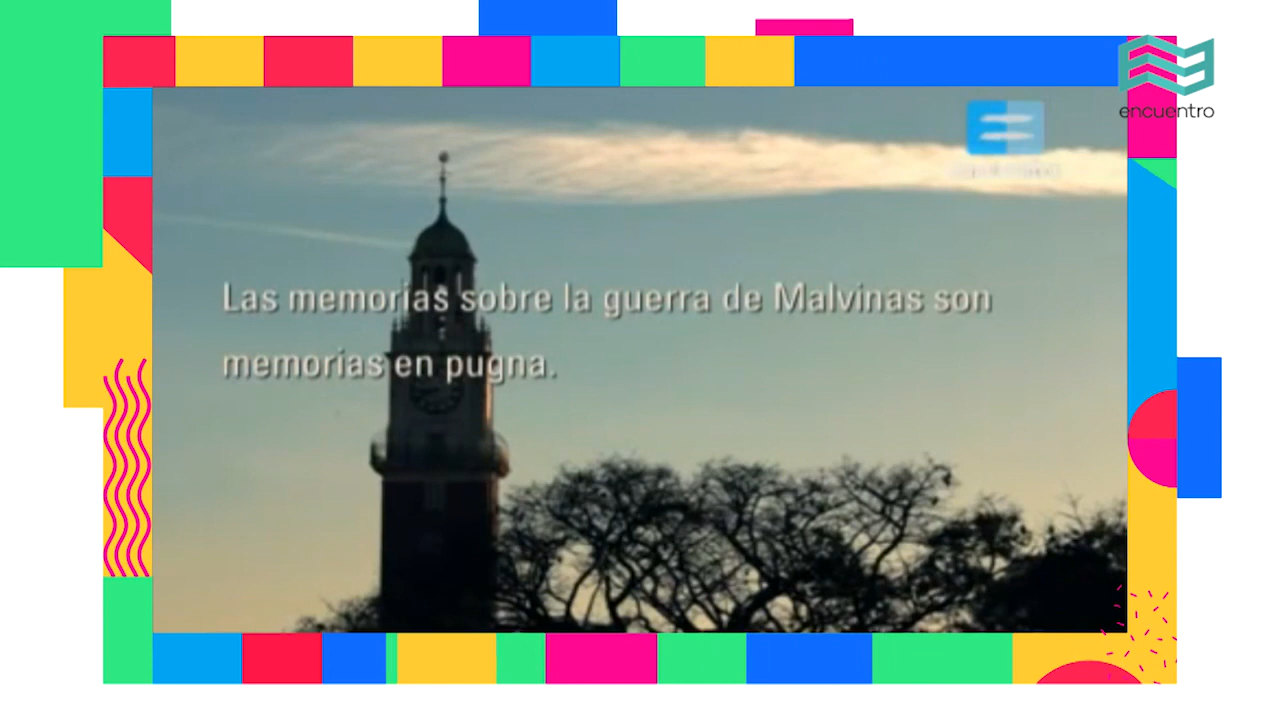 encuentro
Las memorias sobre la guerra de Malvinas son
memorias en pugna.